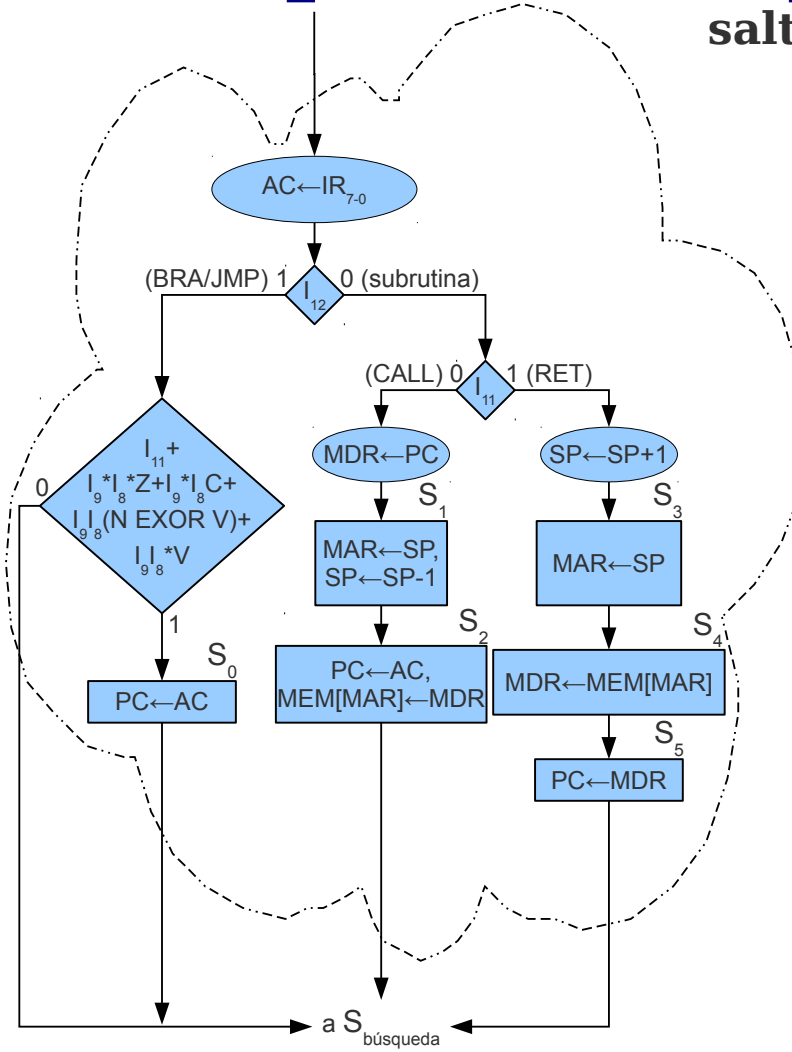 salt
AC←IR₇₋₀
(BRA/JMP) 1
0 (subrutina)
I₁₂
(CALL) 0
1 (RET)
I₁₁
I₁₁+
I₉*I₈*Z+I₉*I₈C+
I₉I₈(N EXOR V)+
I₉I₈*V
0
1
MDR←PC
SP←SP+1
S₁
MAR←SP,
SP←SP-1
S₃
MAR←SP
S₀
PC←AC
S₂
PC←AC,
MEM[MAR]←MDR
S₄
MDR←MEM[MAR]
S₅
PC←MDR
a S búsqueda